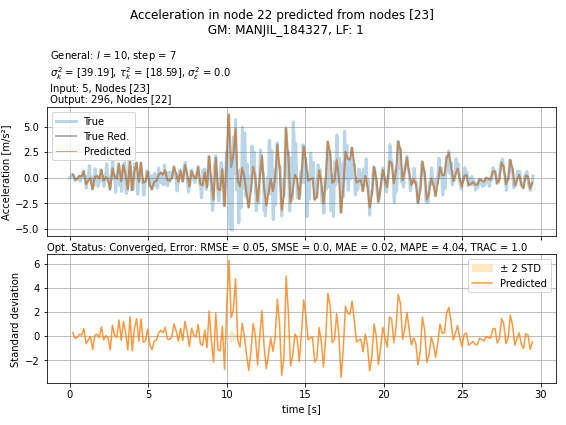 Acceleration in node 22 predicted from nodes [23]
GM: MANJIL_184327, LF: 1
General: l = 10, step = 7
σ²ₖ = [39.19], τ²ₖ = [18.59], σ²ε = 0.0
Input: 5, Nodes [23]
Output: 296, Nodes [22]
Acceleration [m/s²]
5.0
2.5
0.0
−2.5
−5.0
True
True Red.
Predicted
Opt. Status: Converged, Error: RMSE = 0.05, SMSE = 0.0, MAE = 0.02, MAPE = 4.04, TRAC = 1.0
Standard deviation
6
4
2
0
−2
± 2 STD
Predicted
0 5 10 15 20 25 30
time [s]